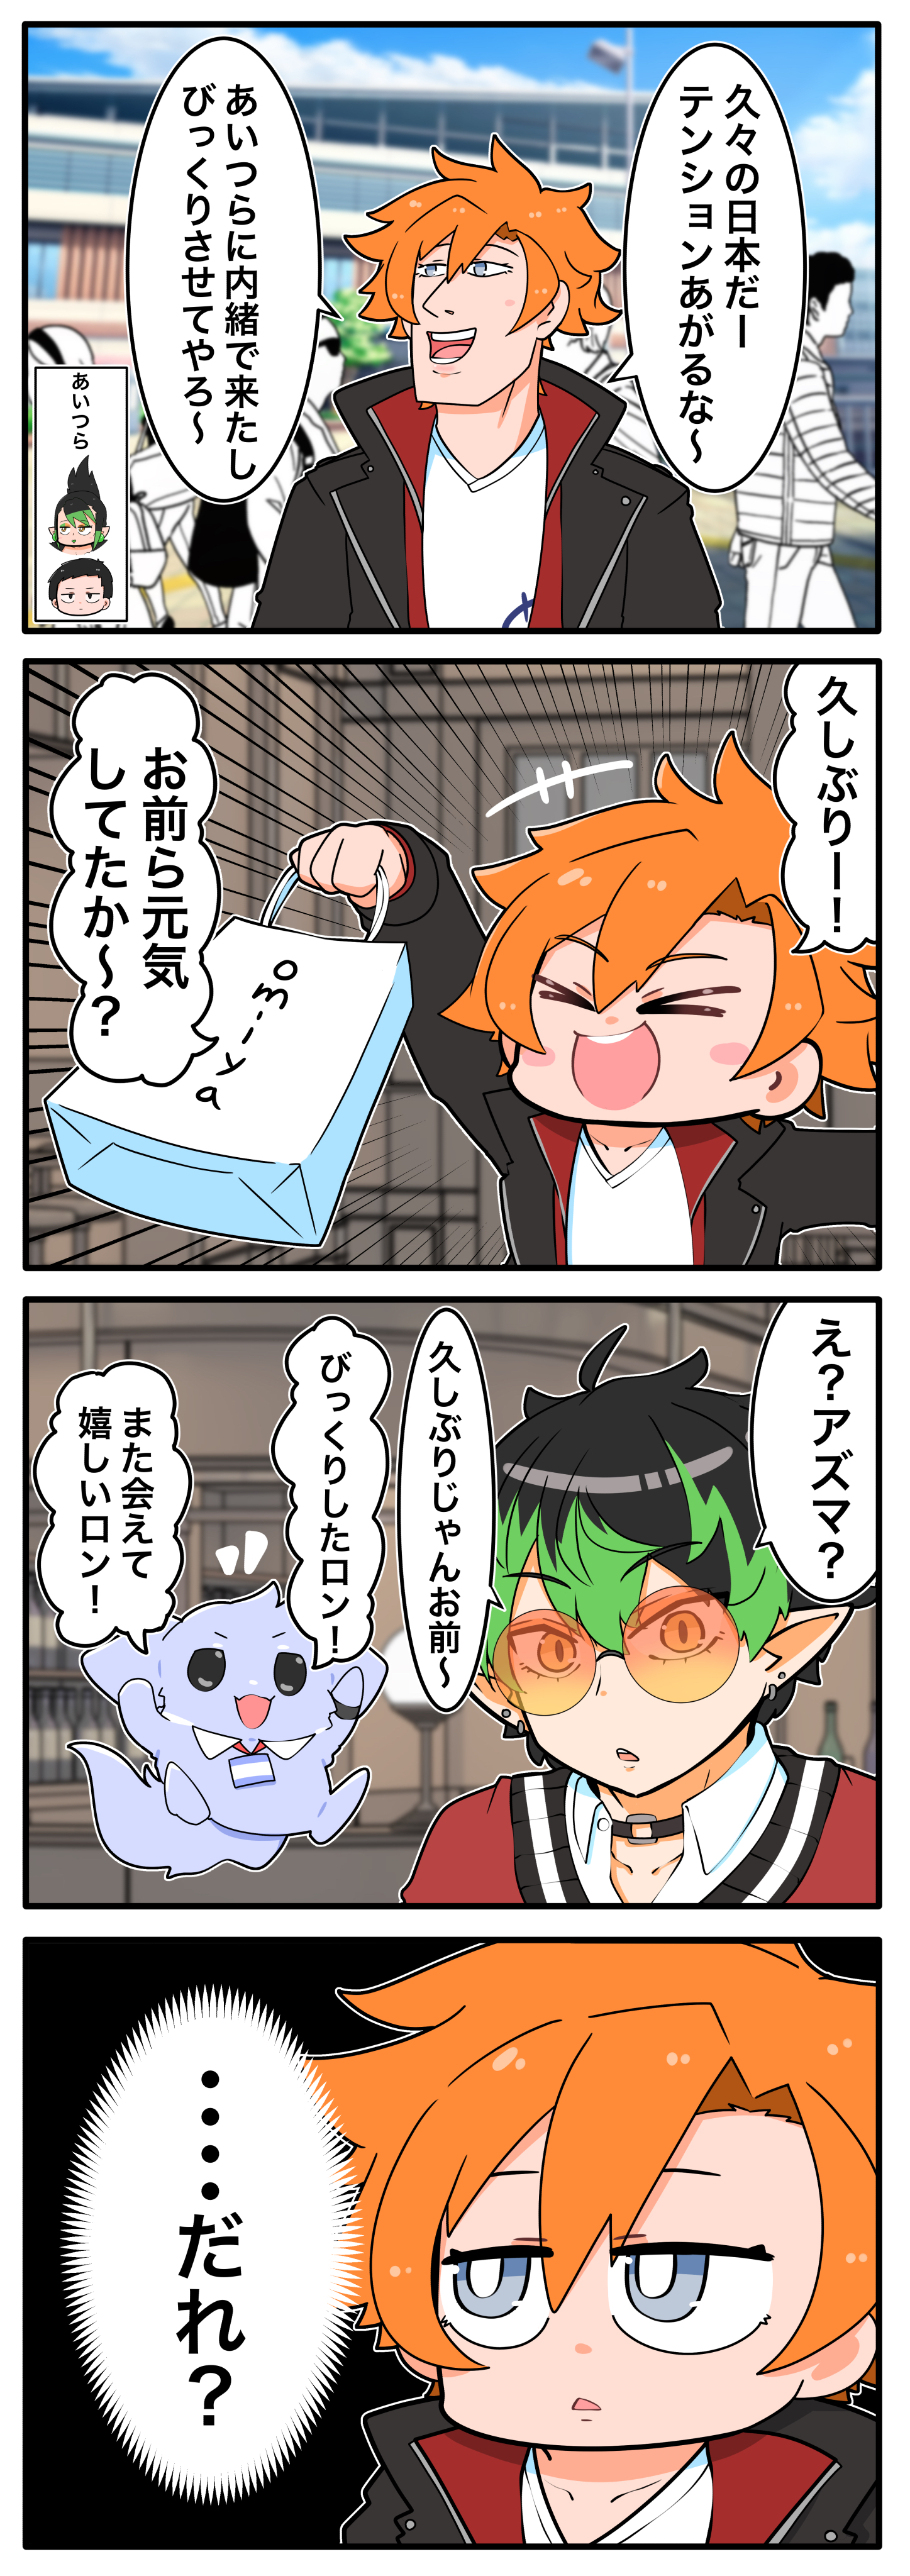 久々の日本だー
テンションあがるな～
あいつらに内緒で来たし
びっくりさせてやろ～
あいつら
久しぶりー！
お前ら元気
してたか～？
omiya
え？アズマ？
久しぶりじゃんお前～
びっくりしたロン！
また会えて
嬉しいロン！
‥‥だれ？